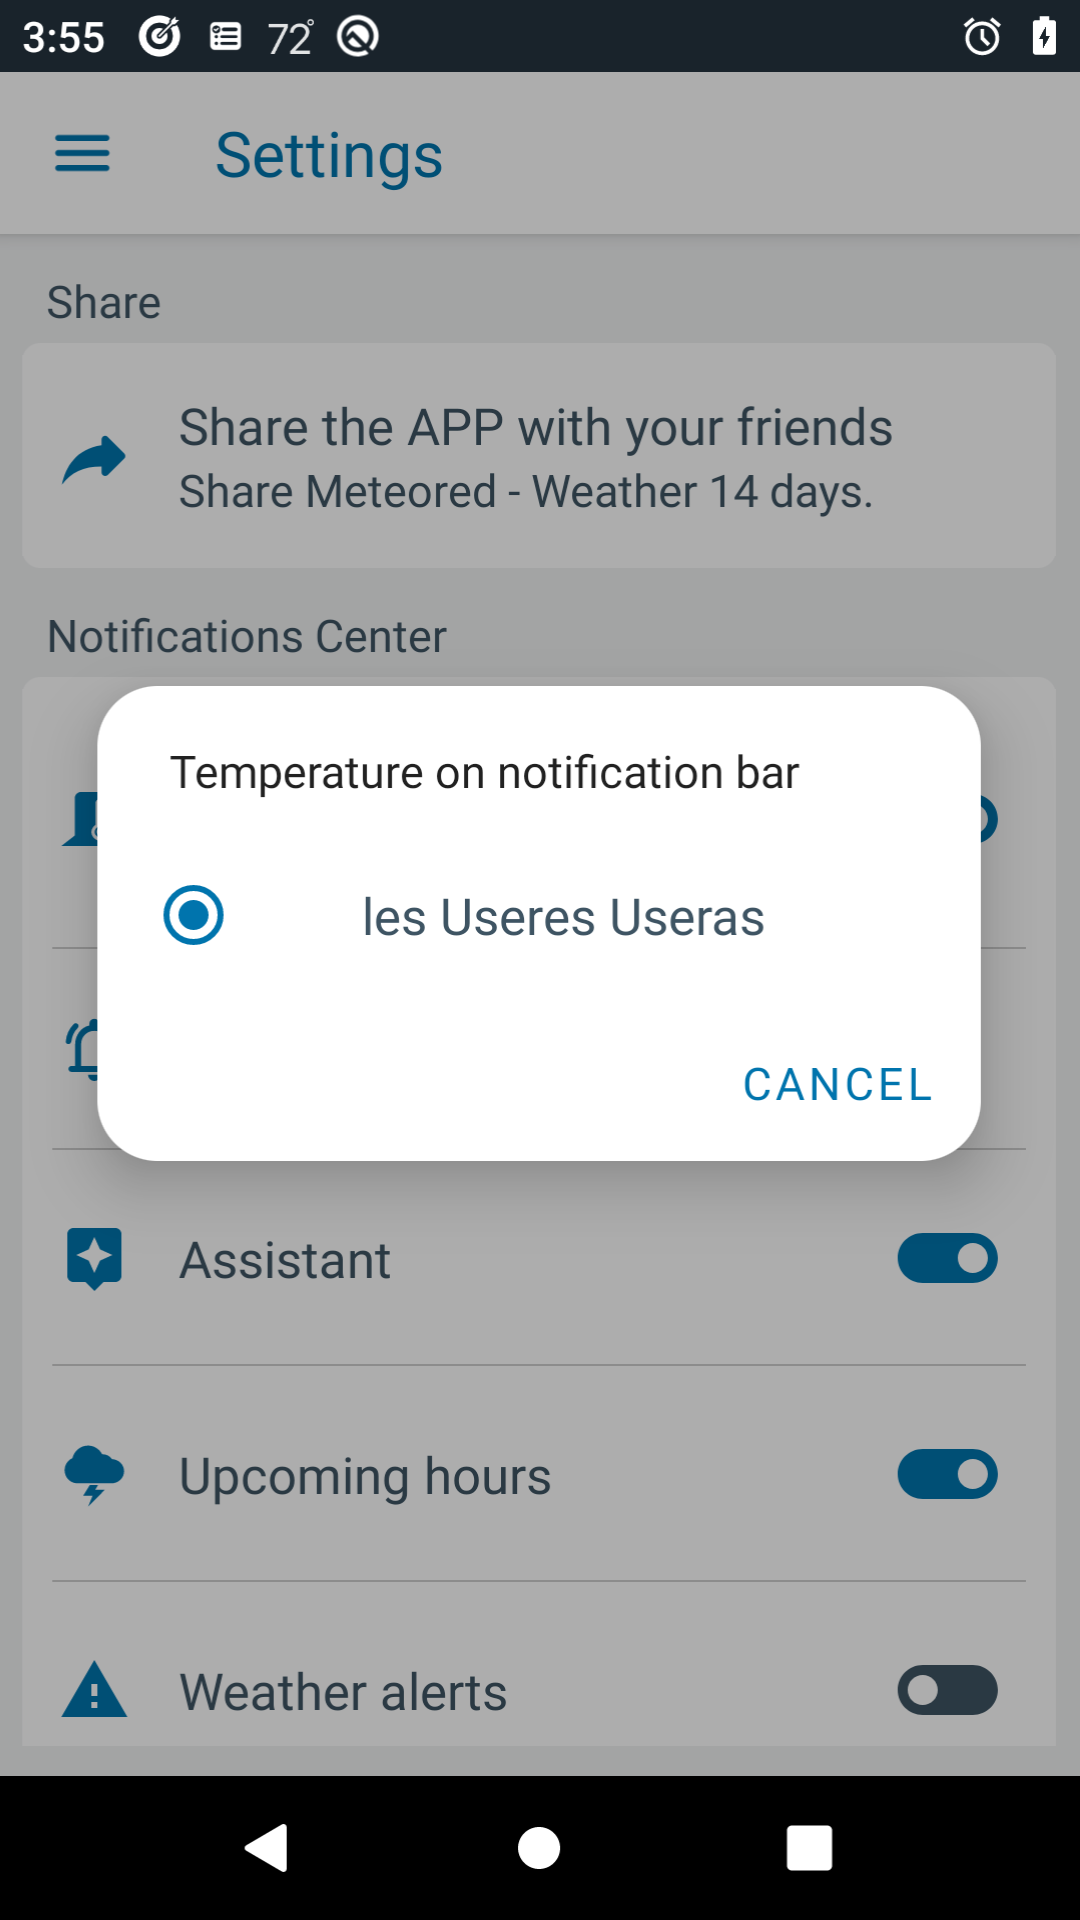 3:55 72°
Settings
Share
Share the APP with your friends
Share Meteored - Weather 14 days.
Notifications Center
Temperature on notification bar
les Useres Useras
CANCEL
Assistant
Upcoming hours
Weather alerts